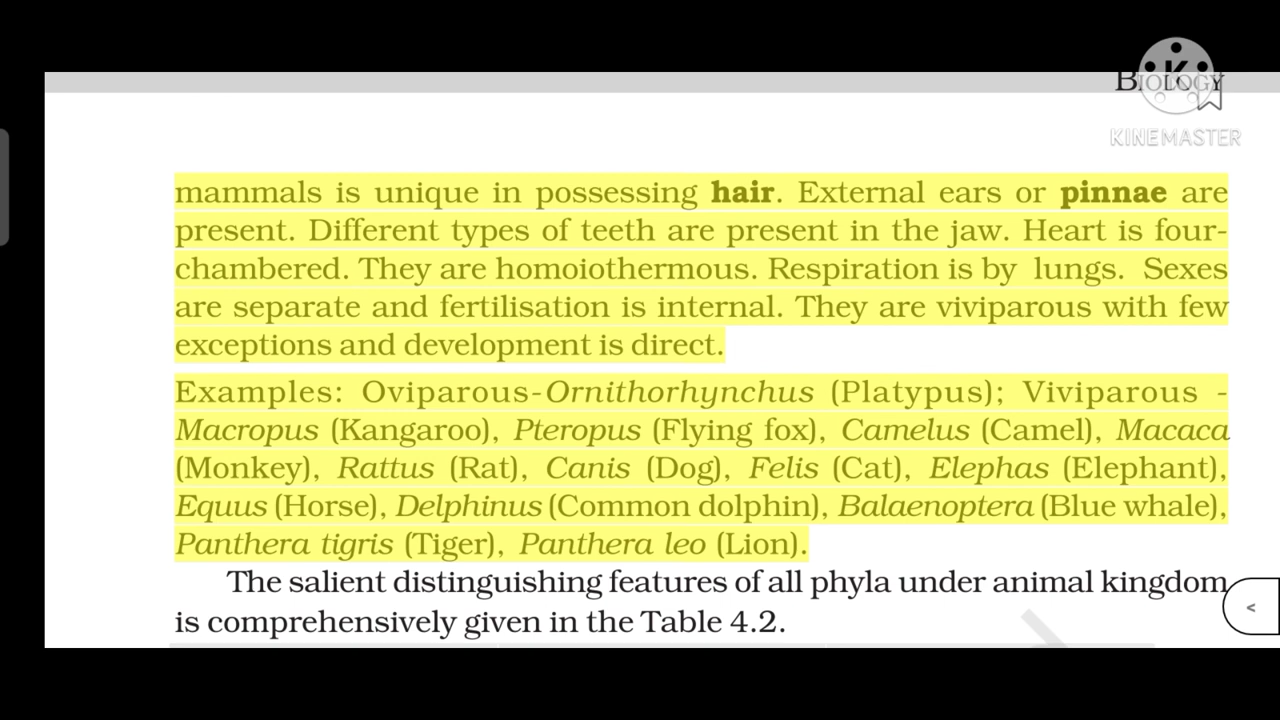 BIOLOGY
KINEMASTER
mammals is unique in possessing hair. External ears or pinnae are
present. Different types of teeth are present in the jaw. Heart is four-
chambered. They are homoiothermous. Respiration is by lungs. Sexes
are separate and fertilisation is internal. They are viviparous with few
exceptions and development is direct.
Examples: Oviparous-Ornithorhynchus (Platypus); Viviparous -
Macropus (Kangaroo), Pteropus (Flying fox), Camelus (Camel), Macaca
(Monkey), Rattus (Rat), Canis (Dog), Felis (Cat), Elephas (Elephant),
Equus (Horse), Delphinus (Common dolphin), Balaenoptera (Blue whale),
Panthera tigris (Tiger), Panthera leo (Lion).
The salient distinguishing features of all phyla under animal kingdom
is comprehensively given in the Table 4.2.
<